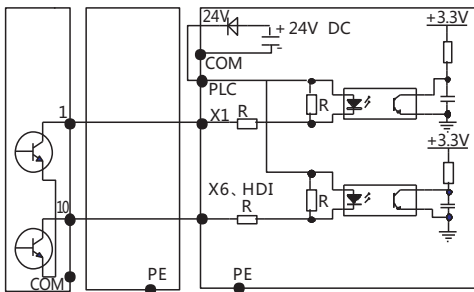 24V
+ 24V DC
-
+3.3V
COM
PLC
1
X1
R
R
+3.3V
10
X6、HDI
R
R
COM
PE
PE